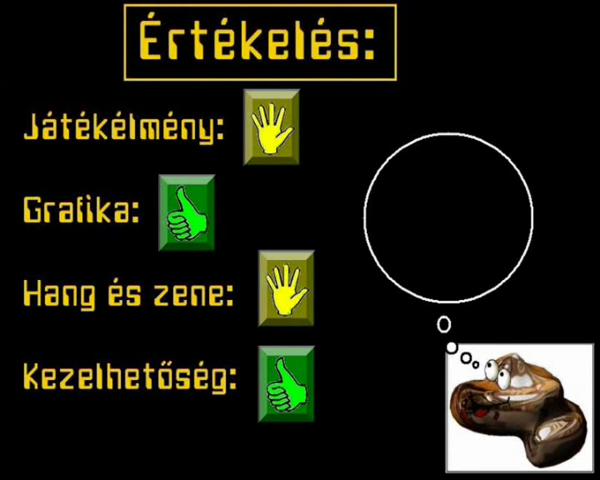 Értékelés:
Játékélmény:
Grafika:
Hang és zene:
Kezelhetőség: